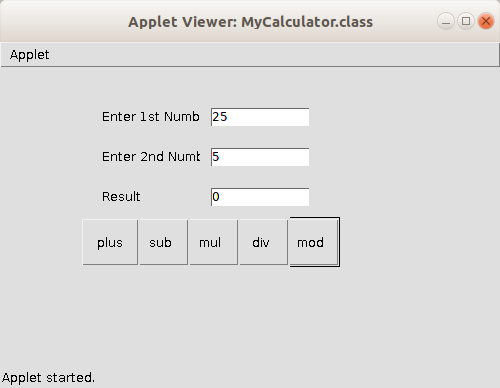 Applet Viewer: MyCalculator.class
Applet
Enter 1st Numb 25
Enter 2nd Numb 5
Result 0
plus sub mul div mod
Applet started.